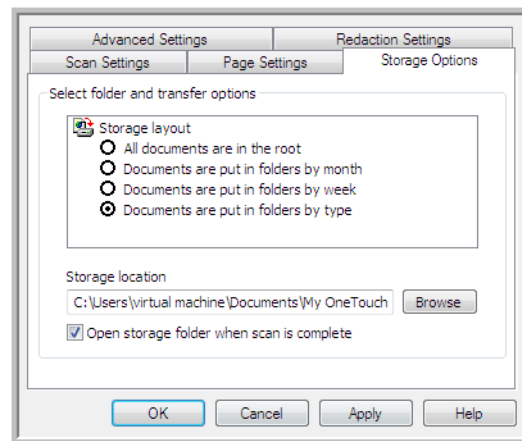 Advanced Settings Redaction Settings
Scan Settings Page Settings Storage Options
Select folder and transfer options
Storage layout
All documents are in the root
Documents are put in folders by month
Documents are put in folders by week
Documents are put in folders by type
Storage location
C:\Users\virtual machine\Documents\My OneTouch Browse
Open storage folder when scan is complete
OK Cancel Apply Help